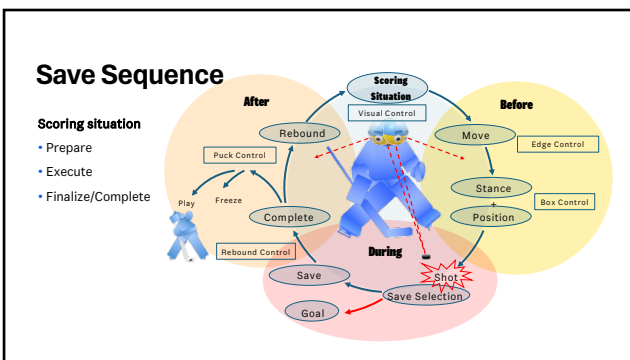 Save Sequence
Scoring situation
• Prepare
• Execute
• Finalize/Complete
After
Before
During
Scoring
Situation
Visual Control
Move
Edge Control
Stance
+
Position
Box Control
Shot
Save Selection
Goal
Save
Rebound Control
Complete
Puck Control
Play
Freeze
Rebound